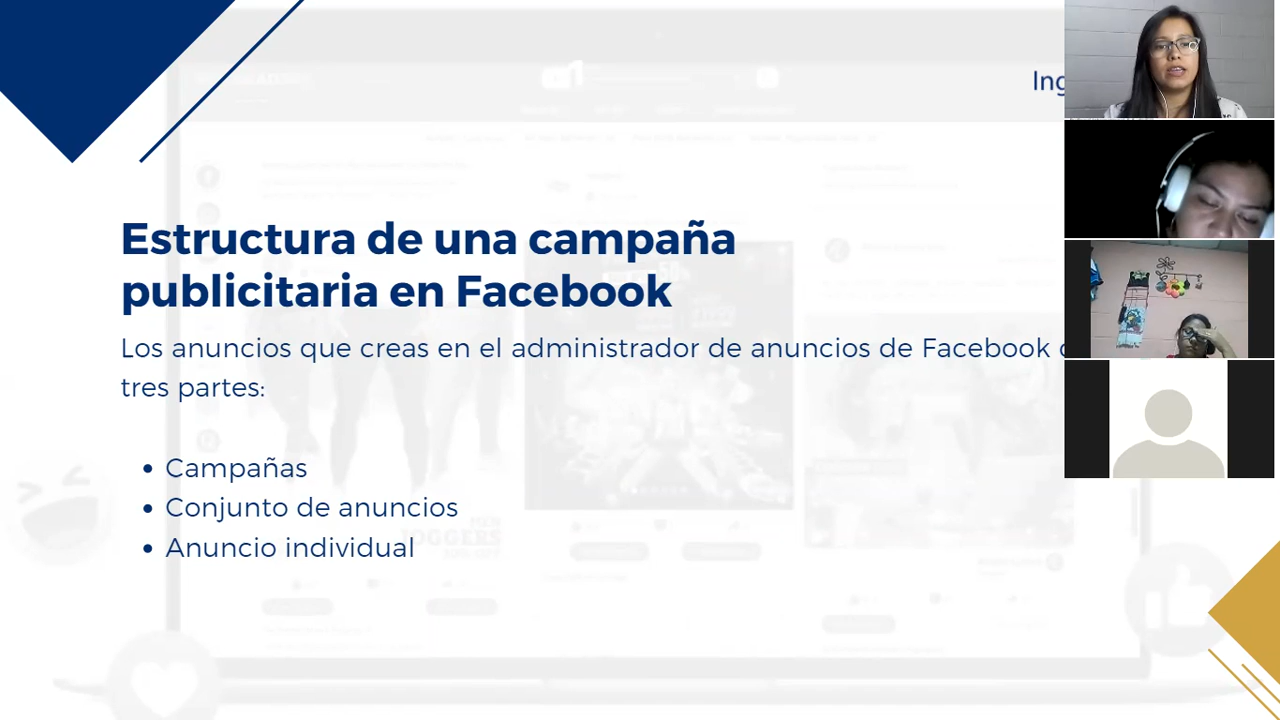 Estructura de una campaña
publicitaria en Facebook
Los anuncios que creas en el administrador de anuncios de Facebook
tres partes:
• Campañas
• Conjunto de anuncios
• Anuncio individual
JOGGERS